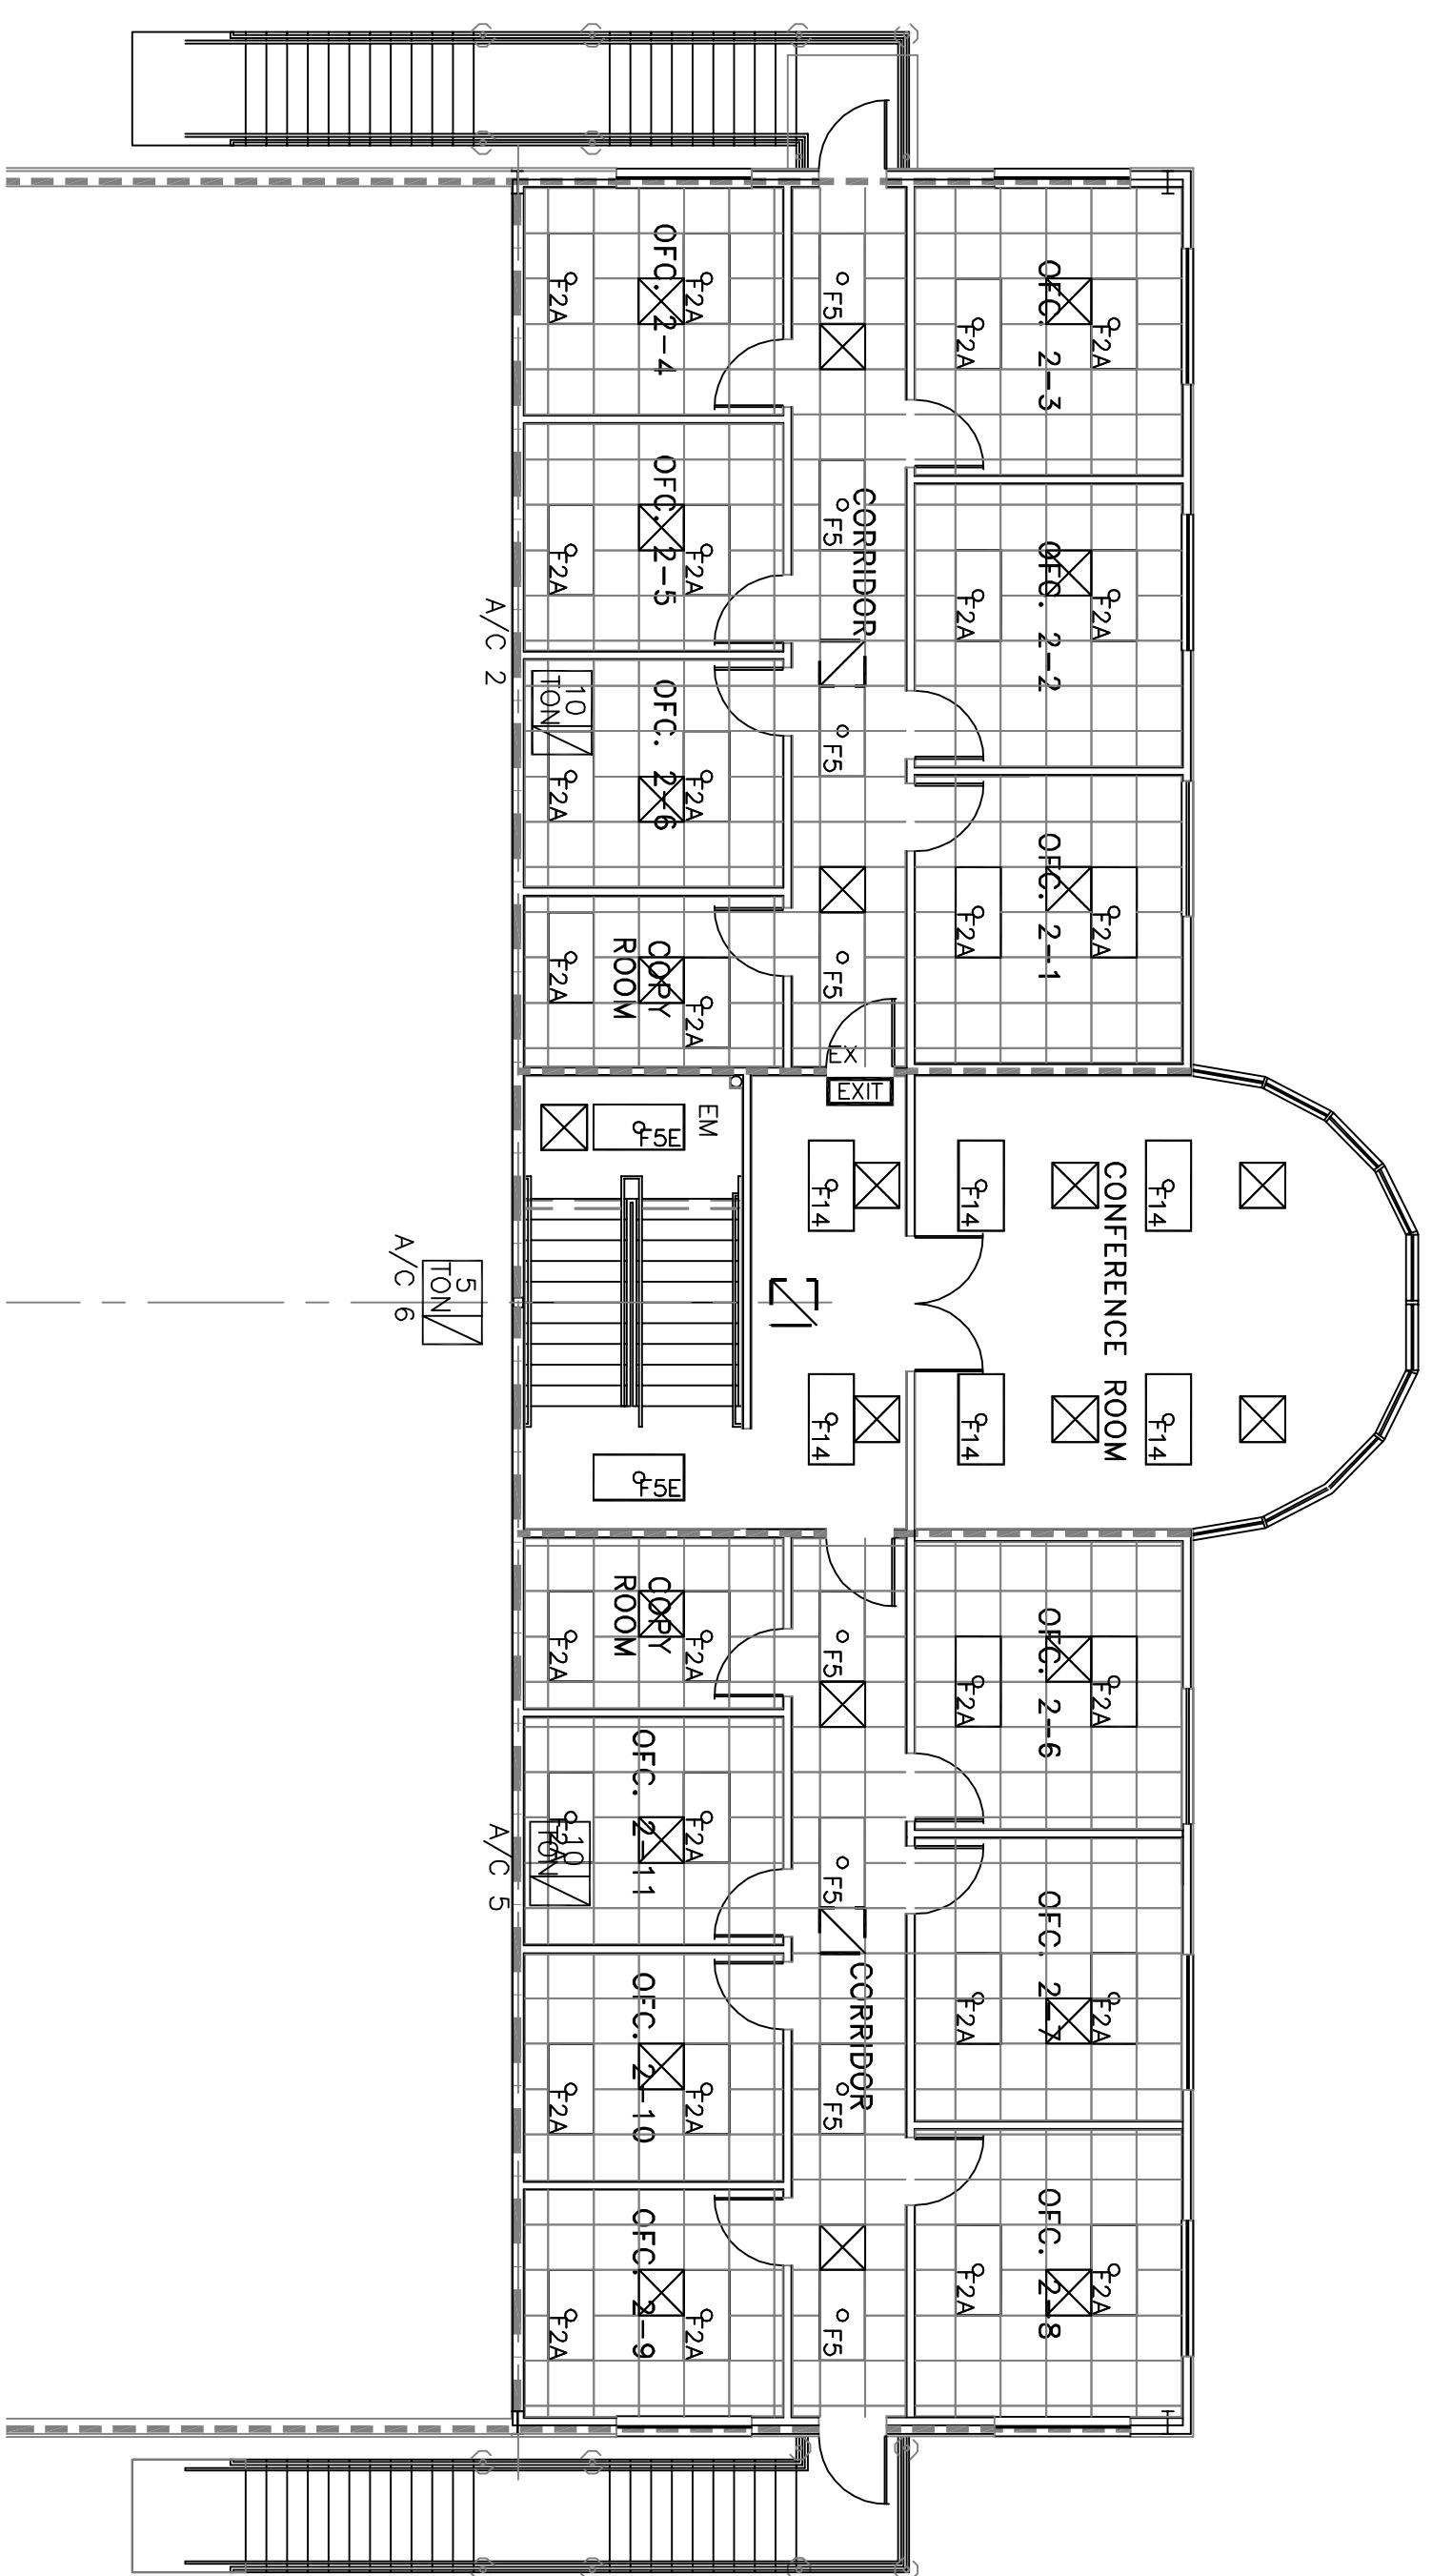 OFC. 2-4
F2A
F2A
F5
OFC. 2-3
F2A
F2A
OFC. 2-5
F2A
F2A
CORRIDOR
F5
OFC. 2-2
F2A
F2A
A/C 2
10
TON
OFC. 2-6
F2A
F2A
F5
OFC. 2-1
F2A
F2A
COPY
ROOM
F2A
F2A
F5
EX
EXIT
EM
F5E
F14
F14
F14
CONFERENCE ROOM
A/C 6
5
TON
F14
F14
F14
F5E
COPY
ROOM
F2A
F2A
F5
OFC. 2-6
F2A
F2A
OFC. 2-11
F2A
F2A
10
TON
A/C 5
F5
OFC. 2-7
F2A
F2A
CORRIDOR
OFC. 2-10
F2A
F2A
F5
OFC. 2-8
F2A
F2A
OFC. 2-9
F2A
F2A
F5